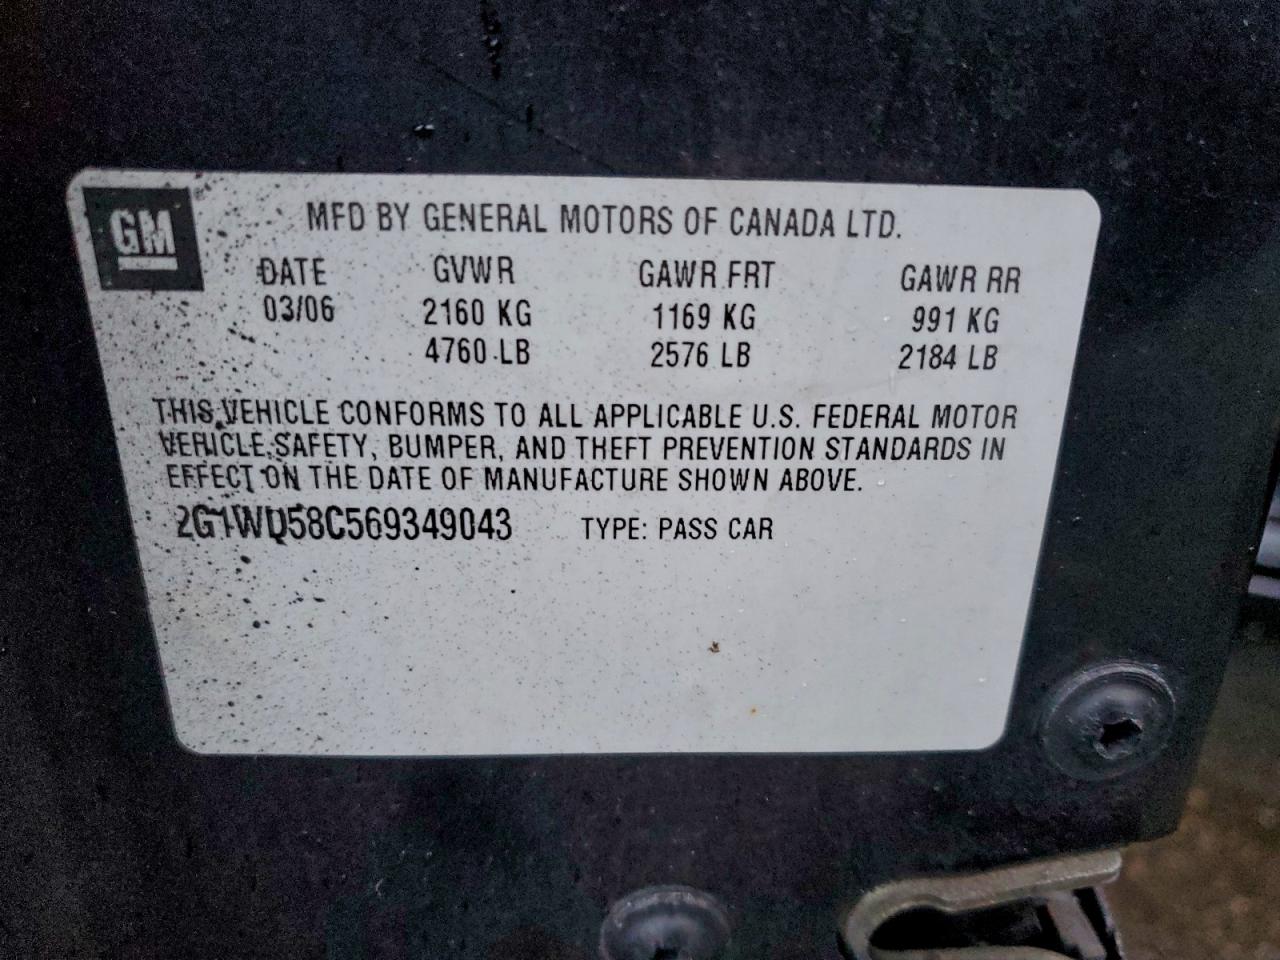 GM
MFD BY GENERAL MOTORS OF CANADA LTD.
DATE GVWR GAWR FRT GAWR RR
03/06 2160 KG 1169 KG 991 KG
4760 LB 2576 LB 2184 LB
THIS VEHICLE CONFORMS TO ALL APPLICABLE U.S. FEDERAL MOTOR
VEHICLE SAFETY, BUMPER, AND THEFT PREVENTION STANDARDS IN
EFFECT ON THE DATE OF MANUFACTURE SHOWN ABOVE.
2G1WD58C569349043 TYPE: PASS CAR